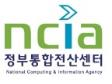 ncia
정부통합전산센터
National Computing & Information Agency